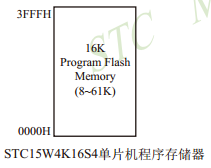 3FFFH
16K
Program Flash
Memory
(8~61K)
0000H
STC
STC15W4K16S4单片机程序存储器